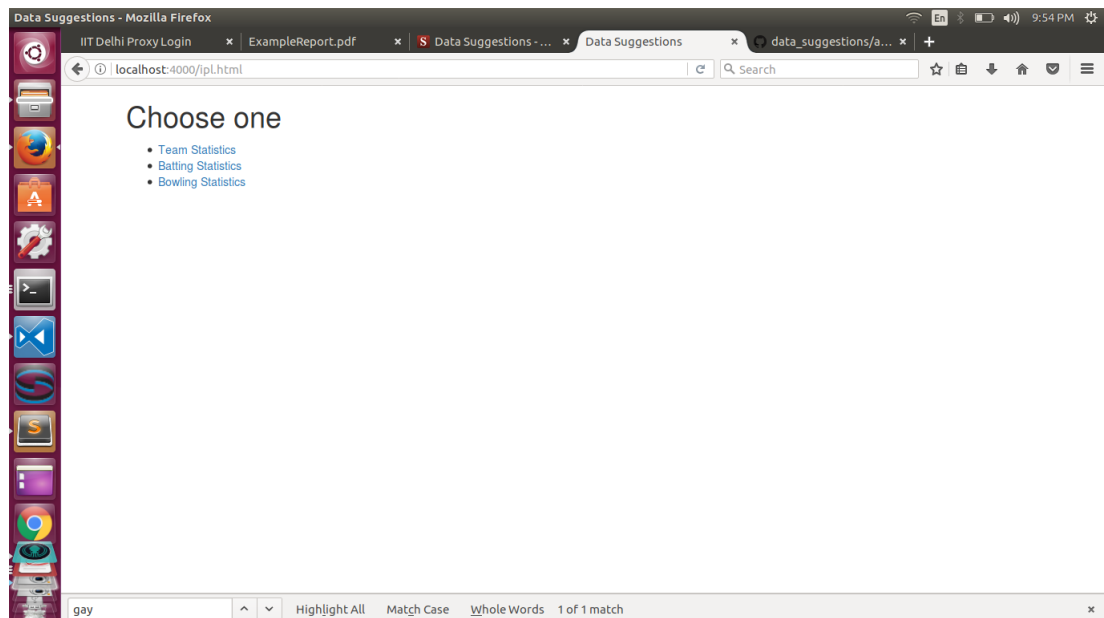 Data Suggestions - Mozilla Firefox En 9:54 PM
IIT Delhi Proxy Login ExampleReport.pdf S Data Suggestions - ... Data Suggestions data_suggestions/a... +
localhost:4000/ipl.html Search
Choose one
Team Statistics
Batting Statistics
Bowling Statistics
gay Highlight All Match Case Whole Words 1 of 1 match